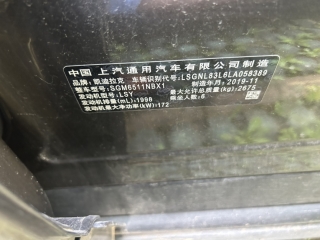 中国 上汽通用汽车有限公司制造
品牌:凯迪拉克 车辆识别代号:LSGNL83L6LA058389
整车型号:SGM6511NBX1 制造年月:2019-11
发动机型号:LSY 最大允许总质量(kg):2675
发动机排量(mL):1998 乘坐人数:6
发动机最大净功率(kW):172